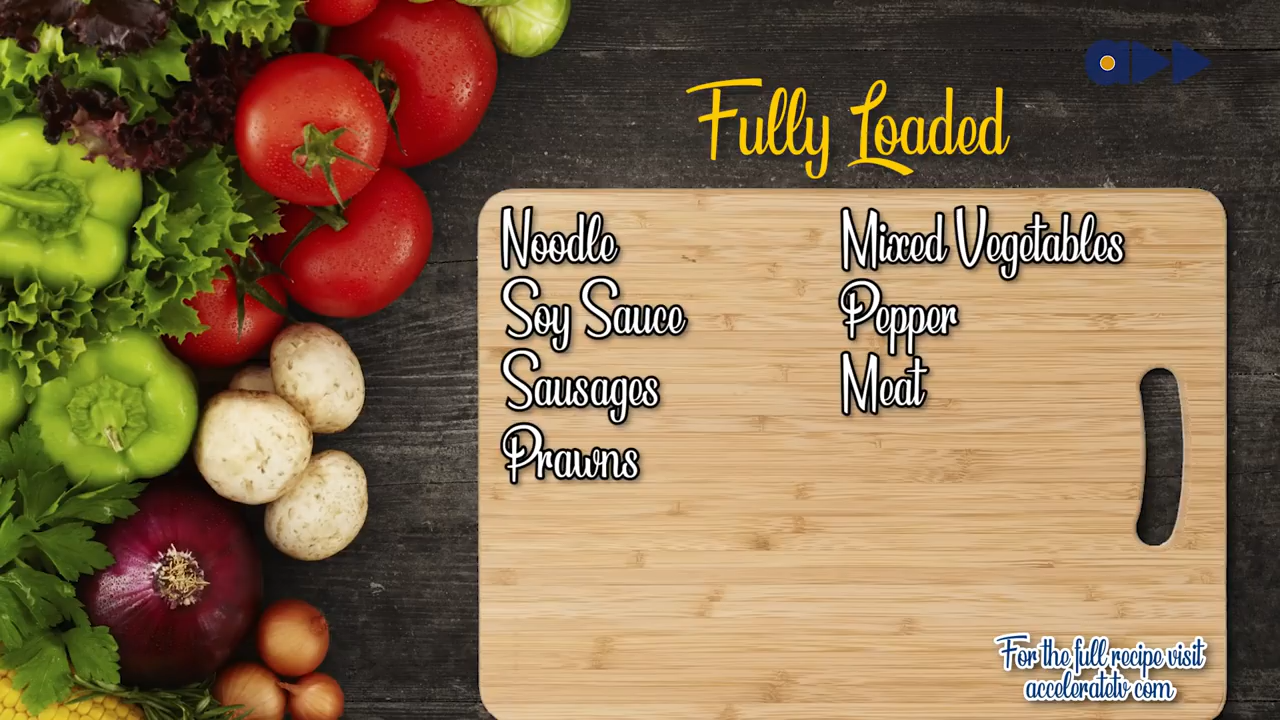 Fully Loaded
Noodle
Soy Sauce
Sausages
Prawns
Mixed Vegetables
Pepper
Meat
For the full recipe visit
acceleratetv.com